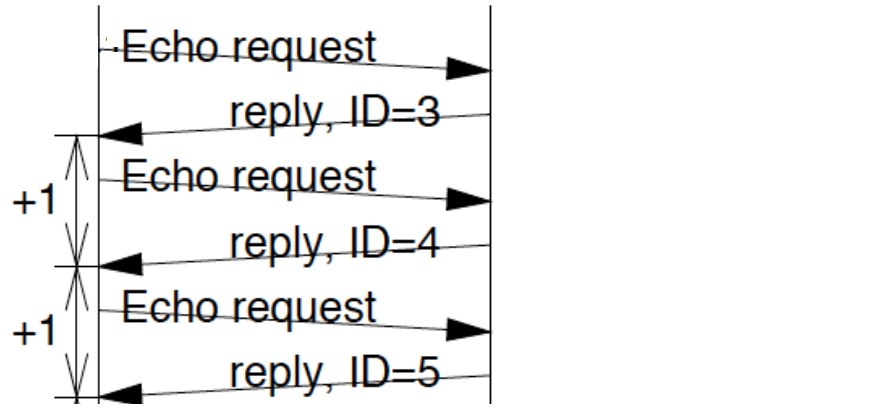 Echo request
reply, ID=3
+1
Echo request
reply, ID=4
+1
Echo request
reply, ID=5